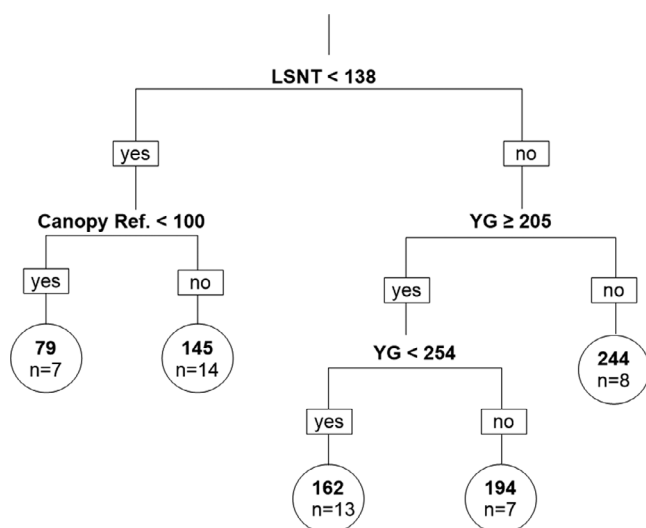 LSNT < 138
yes
no
Canopy Ref. < 100
YG ≥ 205
yes
no
yes
no
79
n=7
145
n=14
YG < 254
244
n=8
yes
no
162
n=13
194
n=7